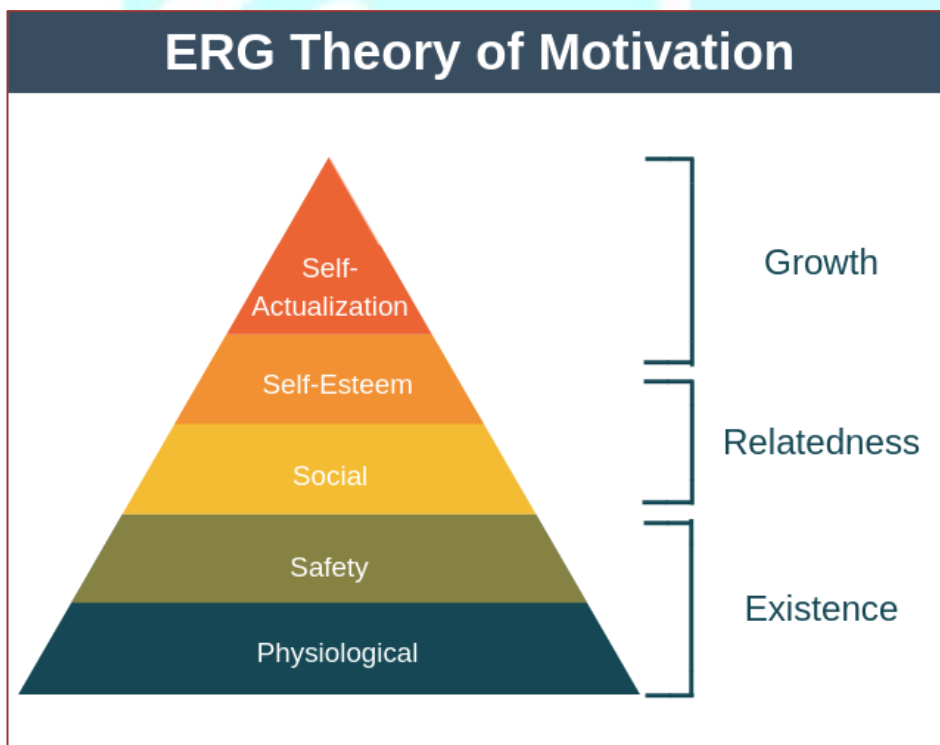 ERG Theory of Motivation
Self-
Actualization
Self-Esteem
Social
Safety
Physiological
Growth
Relatedness
Existence